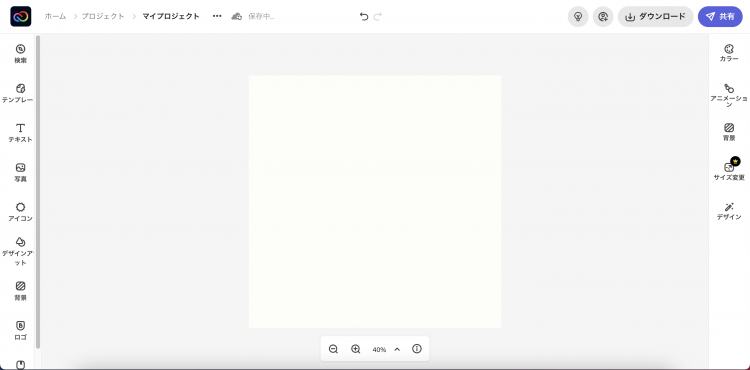 ホーム > プロジェクト > マイプロジェクト ••• 保存中..
ダウンロード
共有
検索
テンプレー
テキスト
写真
アイコン
デザインア
ット
背景
ロゴ
カラー
アニメーショ
ン
背景
サイズ変更
デザイン
40%